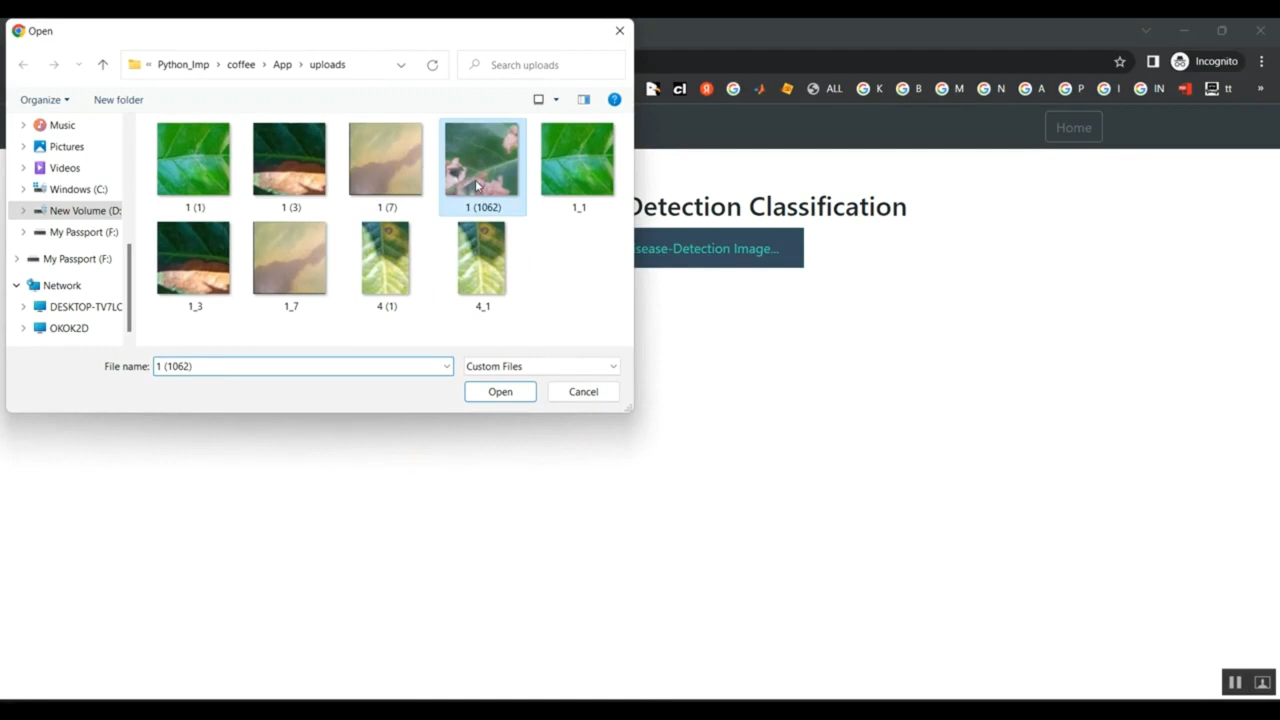 Open
« Python_Imp > coffee > App > uploads
Search uploads
Incognito
Organize
New folder
ALL
K
B
M
N
A
P
I
IN
tt
»
Home
Music
Pictures
Videos
Windows (C:)
New Volume (D:
My Passport (F:)
My Passport (F:)
Network
DESKTOP-TV7LC
OKOK2D
1 (1)
1 (3)
1 (7)
1 (1062)
1_1
1_3
1_7
4 (1)
4_1
Detection Classification
sease-Detection Image...
File name:
1 (1062)
Custom Files
Open
Cancel